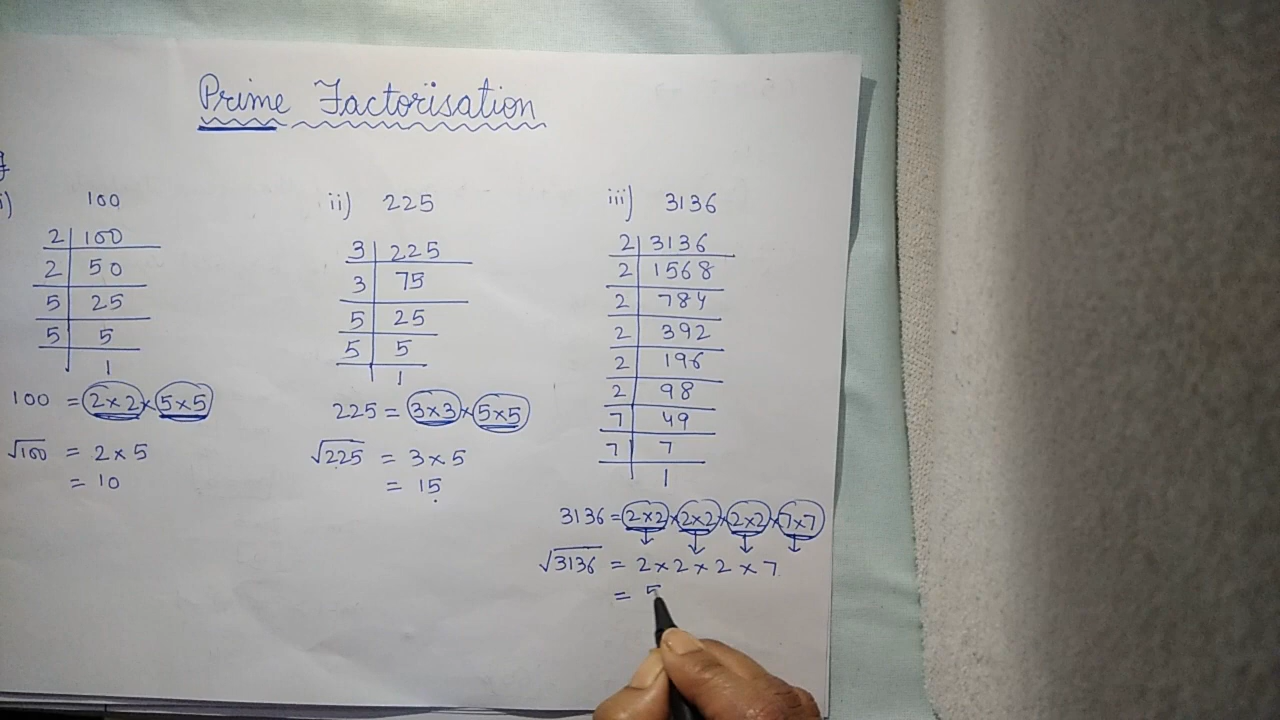 Prime Factorisation
i) 100
2 | 100
2 | 50
5 | 25
5 | 5
1
100 = 2×2 × 5×5
√100 = 2×5
= 10
ii) 225
3 | 225
3 | 75
5 | 25
5 | 5
1
225 = 3×3 × 5×5
√225 = 3×5
= 15
iii) 3136
2 | 3136
2 | 1568
2 | 784
2 | 392
2 | 196
2 | 98
7 | 49
7 | 7
1
3136 = 2×2 × 2×2 × 2×2 × 7×7
√3136 = 2×2×2×7
= 5